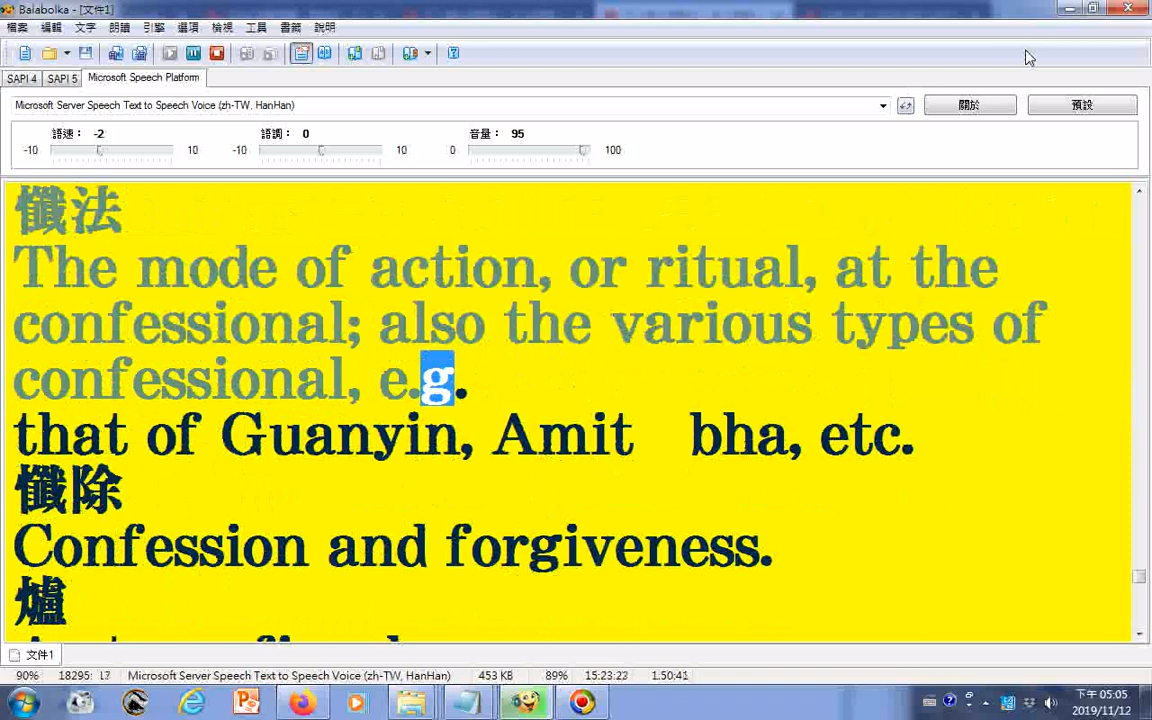 Balabolka - [文件1]
檔案 編輯 文字 朗讀 引擎 選項 檢視 工具 書籤 說明
SAPI 4 SAPI 5 Microsoft Speech Platform
Microsoft Server Speech Text to Speech Voice (zh-TW, HanHan) 關於 預設
語速： -2 語調： 0 音量： 95
-10 10 -10 10 0 100
懺法
The mode of action, or ritual, at the
confessional; also the various types of
confessional, e.g.
that of Guanyin, Amit bha, etc.
懺除
Confession and forgiveness.
爐
文件1
90% 18295: 17 Microsoft Server Speech Text to Speech Voice (zh-TW, HanHan) 453 KB 89% 15:23:23 1:50:41
下午 05:05
2019/11/12